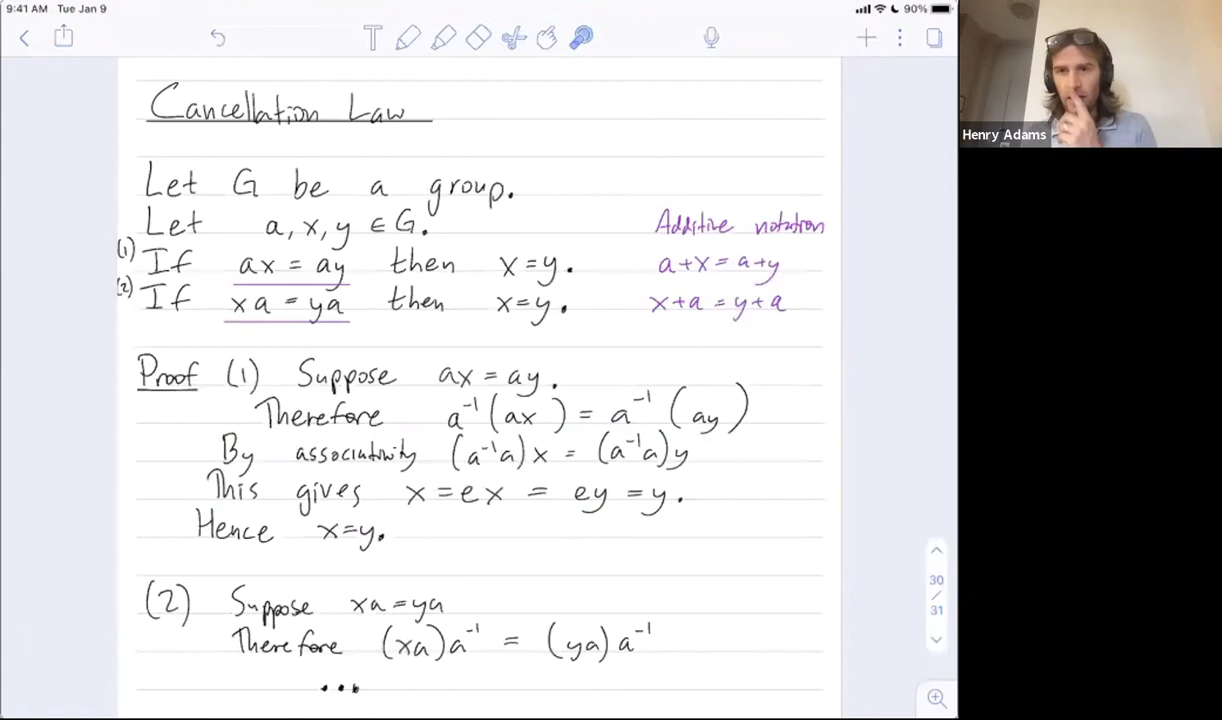 9:41 AM Tue Jan 9
90%
Cancellation Law
Let G be a group.
Let a, x, y ∈ G.
Additive notation
(1) If ax = ay then x = y.
a+x = a+y
(2) If xa = ya then x=y.
x+a = y+a
Proof (1) Suppose ax = ay.
Therefore a⁻¹(ax) = a⁻¹(ay)
By associativity (a⁻¹a)x = (a⁻¹a)y
This gives x = ex = ey = y.
Hence x=y.
(2) Suppose xa = ya
Therefore (xa)a⁻¹ = (ya)a⁻¹
...
30
/
31
Henry Adams